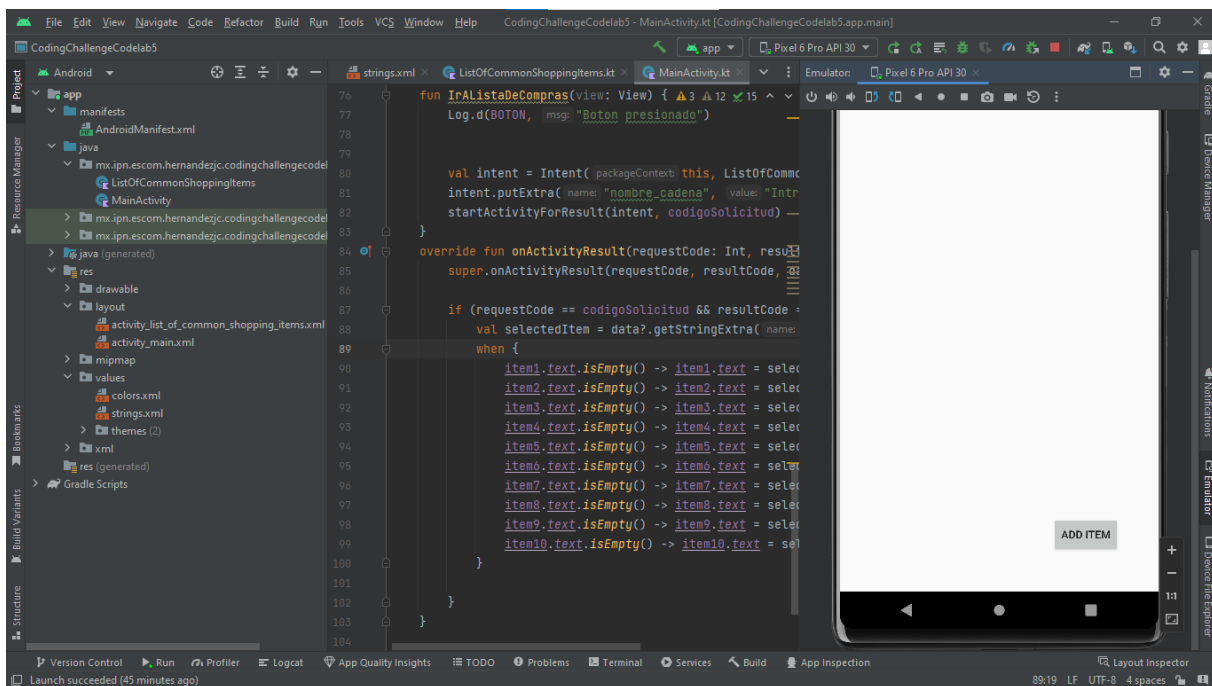 File Edit View Navigate Code Refactor Build Run Tools VCS Window Help CodingChallengeCodelab5 - MainActivity.kt [CodingChallengeCodelab5.app.main]
CodingChallengeCodelab5 app Pixel 6 Pro API 30
Android strings.xml ListOfCommonShoppingItems.kt MainActivity.kt Emulator: Pixel 6 Pro API 30
Project
Resource Manager
Bookmarks
Build Variants
Structure
app
manifests
AndroidManifest.xml
java
mx.ipn.escom.hernandezjc.codingchallengecodel
ListOfCommonShoppingItems
MainActivity
mx.ipn.escom.hernandezjc.codingchallengecodel
mx.ipn.escom.hernandezjc.codingchallengecodel
java (generated)
res
drawable
layout
activity_list_of_common_shopping_items.xml
activity_main.xml
mipmap
values
colors.xml
strings.xml
themes (2)
xml
res (generated)
Gradle Scripts
76 fun IrAListaDeCompras(view: View) { 3 12 15
77 Log.d(BOTON, msg: "Boton presionado")
78
79
80 val intent = Intent( packageContext: this, ListOfCommo
81 intent.putExtra( name: "nombre_cadena", value: "Intr
82 startActivityForResult(intent, codigoSolicitud)
83 }
84 override fun onActivityResult(requestCode: Int, result
85 super.onActivityResult(requestCode, resultCode,
86
87 if (requestCode == codigoSolicitud && resultCode =
88 val selectedItem = data?.getStringExtra( name:
89 when {
90 item1.text.isEmpty() -> item1.text = selec
91 item2.text.isEmpty() -> item2.text = selec
92 item3.text.isEmpty() -> item3.text = selec
93 item4.text.isEmpty() -> item4.text = selec
94 item5.text.isEmpty() -> item5.text = selec
95 item6.text.isEmpty() -> item6.text = selec
96 item7.text.isEmpty() -> item7.text = selec
97 item8.text.isEmpty() -> item8.text = selec
98 item9.text.isEmpty() -> item9.text = selec
99 item10.text.isEmpty() -> item10.text = sel
100 }
101
102 }
103 }
104
ADD ITEM
1:1
Gradle
Device Manager
Notifications
Emulator
Device File Explorer
Version Control Run Profiler Logcat App Quality Insights TODO Problems Terminal Services Build App Inspection Layout Inspector
Launch succeeded (45 minutes ago) 89:19 LF UTF-8 4 spaces